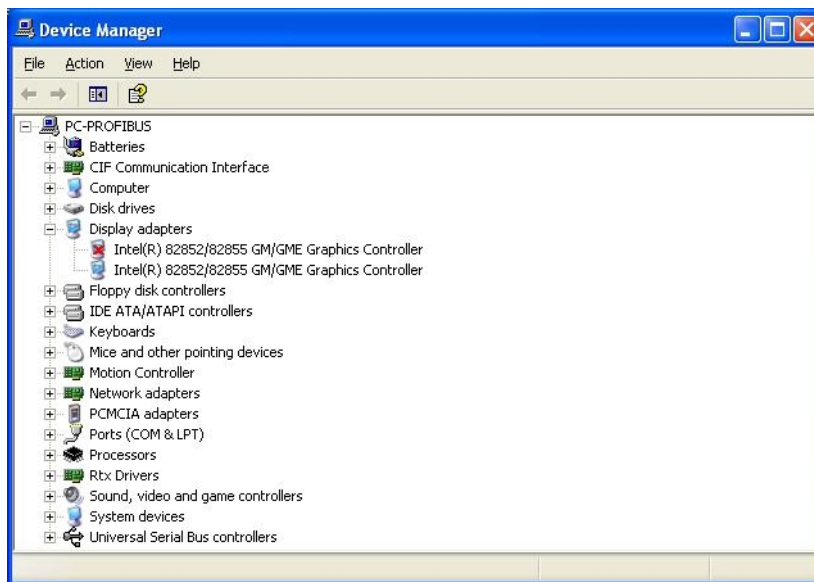 Device Manager
File Action View Help
PC-PROFIBUS
Batteries
CIF Communication Interface
Computer
Disk drives
Display adapters
Intel(R) 82852/82855 GM/GME Graphics Controller
Intel(R) 82852/82855 GM/GME Graphics Controller
Floppy disk controllers
IDE ATA/ATAPI controllers
Keyboards
Mice and other pointing devices
Motion Controller
Network adapters
PCMCIA adapters
Ports (COM & LPT)
Processors
Rtx Drivers
Sound, video and game controllers
System devices
Universal Serial Bus controllers